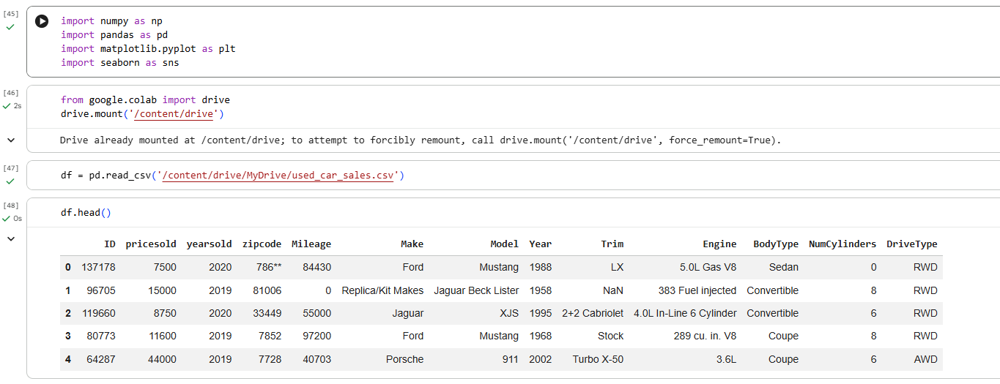 [45]
import numpy as np
import pandas as pd
import matplotlib.pyplot as plt
import seaborn as sns
[46]
2s
from google.colab import drive
drive.mount('/content/drive')
Drive already mounted at /content/drive; to attempt to forcibly remount, call drive.mount('/content/drive', force_remount=True).
[47]
df = pd.read_csv('/content/drive/MyDrive/used_car_sales.csv')
[48]
0s
df.head()
ID pricesold yearsold zipcode Mileage Make Model Year Trim Engine BodyType NumCylinders DriveType
0 137178 7500 2020 786** 84430 Ford Mustang 1988 LX 5.0L Gas V8 Sedan 0 RWD
1 96705 15000 2019 81006 0 Replica/Kit Makes Jaguar Beck Lister 1958 NaN 383 Fuel injected Convertible 8 RWD
2 119660 8750 2020 33449 55000 Jaguar XJS 1995 2+2 Cabriolet 4.0L In-Line 6 Cylinder Convertible 6 RWD
3 80773 11600 2019 7852 97200 Ford Mustang 1968 Stock 289 cu. in. V8 Coupe 8 RWD
4 64287 44000 2019 7728 40703 Porsche 911 2002 Turbo X-50 3.6L Coupe 6 AWD